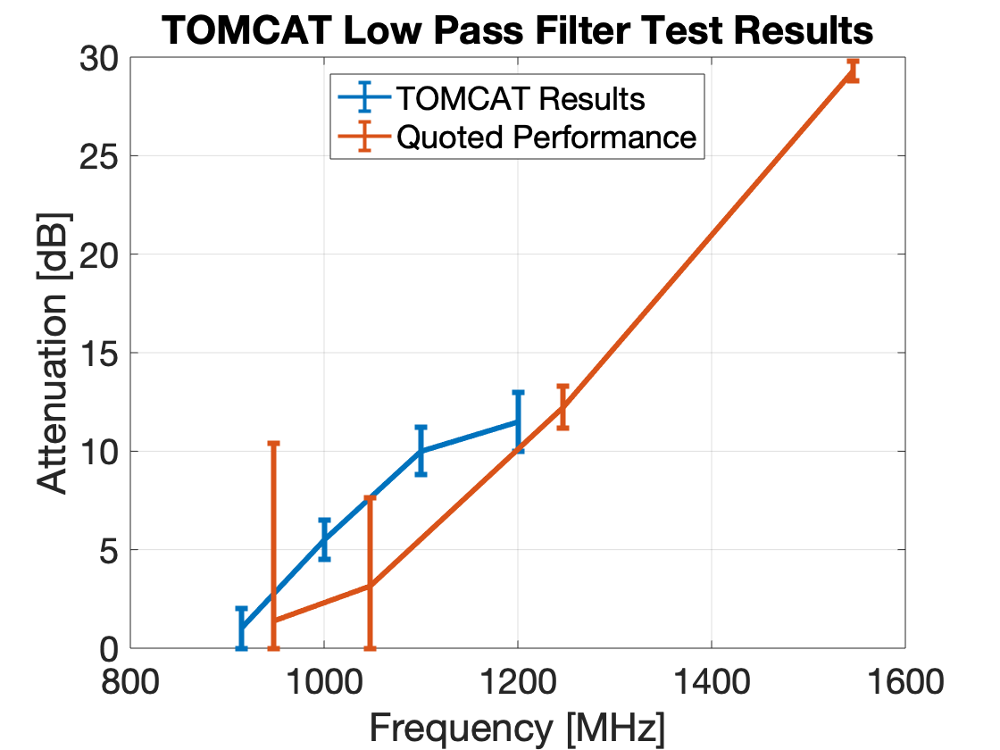 TOMCAT Low Pass Filter Test Results
30
TOMCAT Results
Quoted Performance
25
20
15
10
5
0
Attenuation [dB]
800 1000 1200 1400 1600
Frequency [MHz]